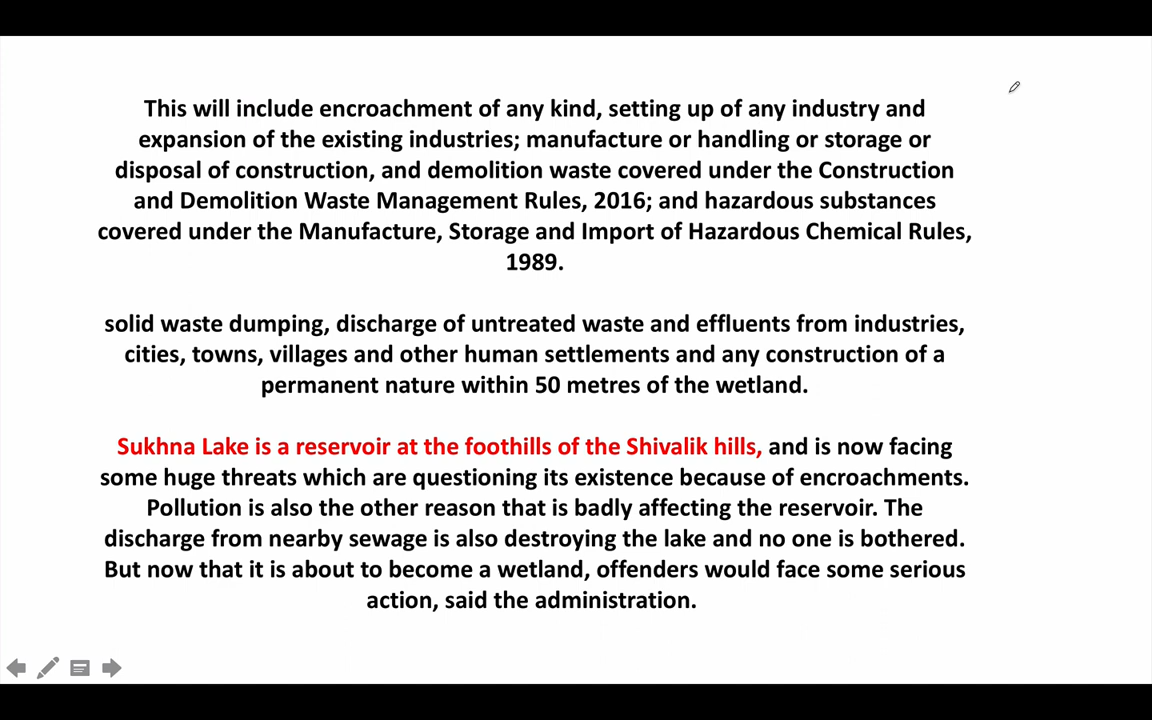 This will include encroachment of any kind, setting up of any industry and
expansion of the existing industries; manufacture or handling or storage or
disposal of construction, and demolition waste covered under the Construction
and Demolition Waste Management Rules, 2016; and hazardous substances
covered under the Manufacture, Storage and Import of Hazardous Chemical Rules,
1989.
solid waste dumping, discharge of untreated waste and effluents from industries,
cities, towns, villages and other human settlements and any construction of a
permanent nature within 50 metres of the wetland.
Sukhna Lake is a reservoir at the foothills of the Shivalik hills, and is now facing
some huge threats which are questioning its existence because of encroachments.
Pollution is also the other reason that is badly affecting the reservoir. The
discharge from nearby sewage is also destroying the lake and no one is bothered.
But now that it is about to become a wetland, offenders would face some serious
action, said the administration.